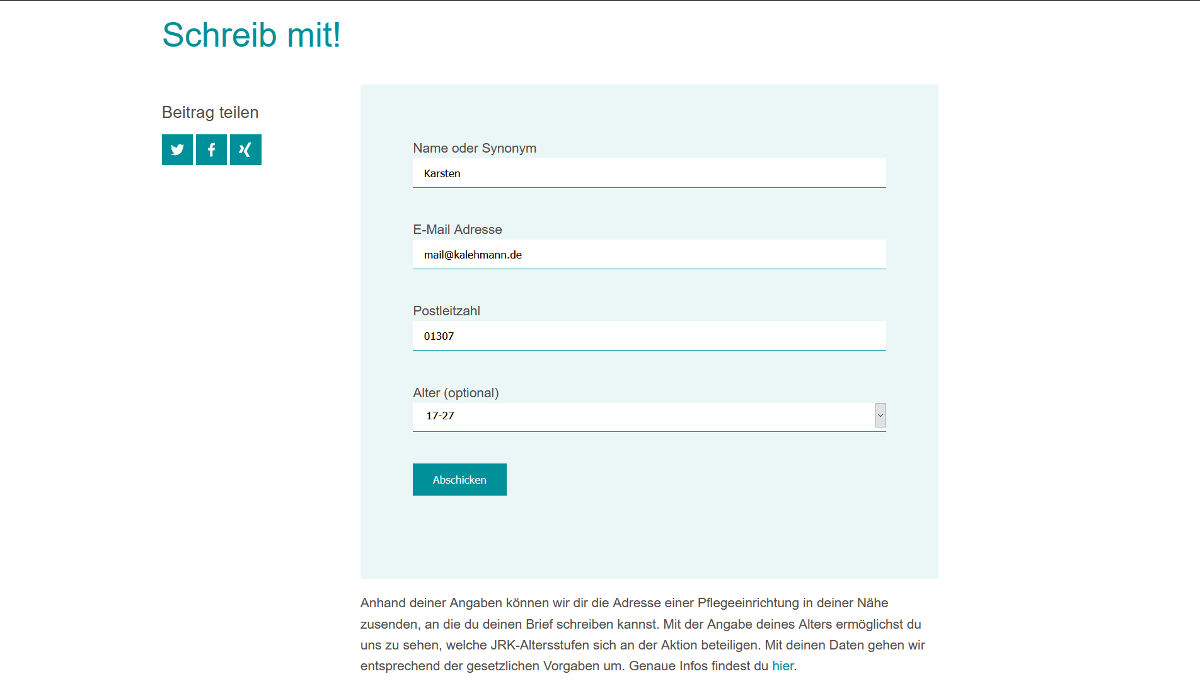 Schreib mit!
Beitrag teilen
Name oder Synonym
Karsten
E-Mail Adresse
mail@kalehmann.de
Postleitzahl
01307
Alter (optional)
17-27
Abschicken
Anhand deiner Angaben können wir dir die Adresse einer Pflegeeinrichtung in deiner Nähe
zusenden, an die du deinen Brief schreiben kannst. Mit der Angabe deines Alters ermöglichst du
uns zu sehen, welche JRK-Altersstufen sich an der Aktion beteiligen. Mit deinen Daten gehen wir
entsprechend der gesetzlichen Vorgaben um. Genaue Infos findest du hier.